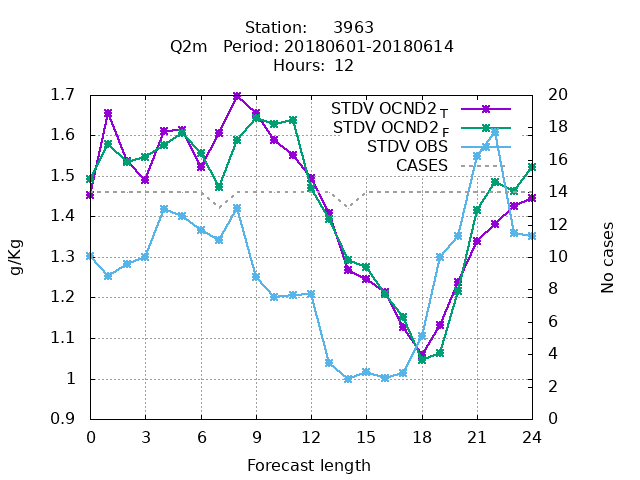 Station: 3963
Q2m Period: 20180601-20180614
Hours: 12
STDV OCND2 T
STDV OCND2 F
STDV OBS
CASES
1.7
1.6
1.5
1.4
1.3
1.2
1.1
1
0.9
20
18
16
14
12
10
8
6
4
2
0
g/Kg
No cases
0 3 6 9 12 15 18 21 24
Forecast length